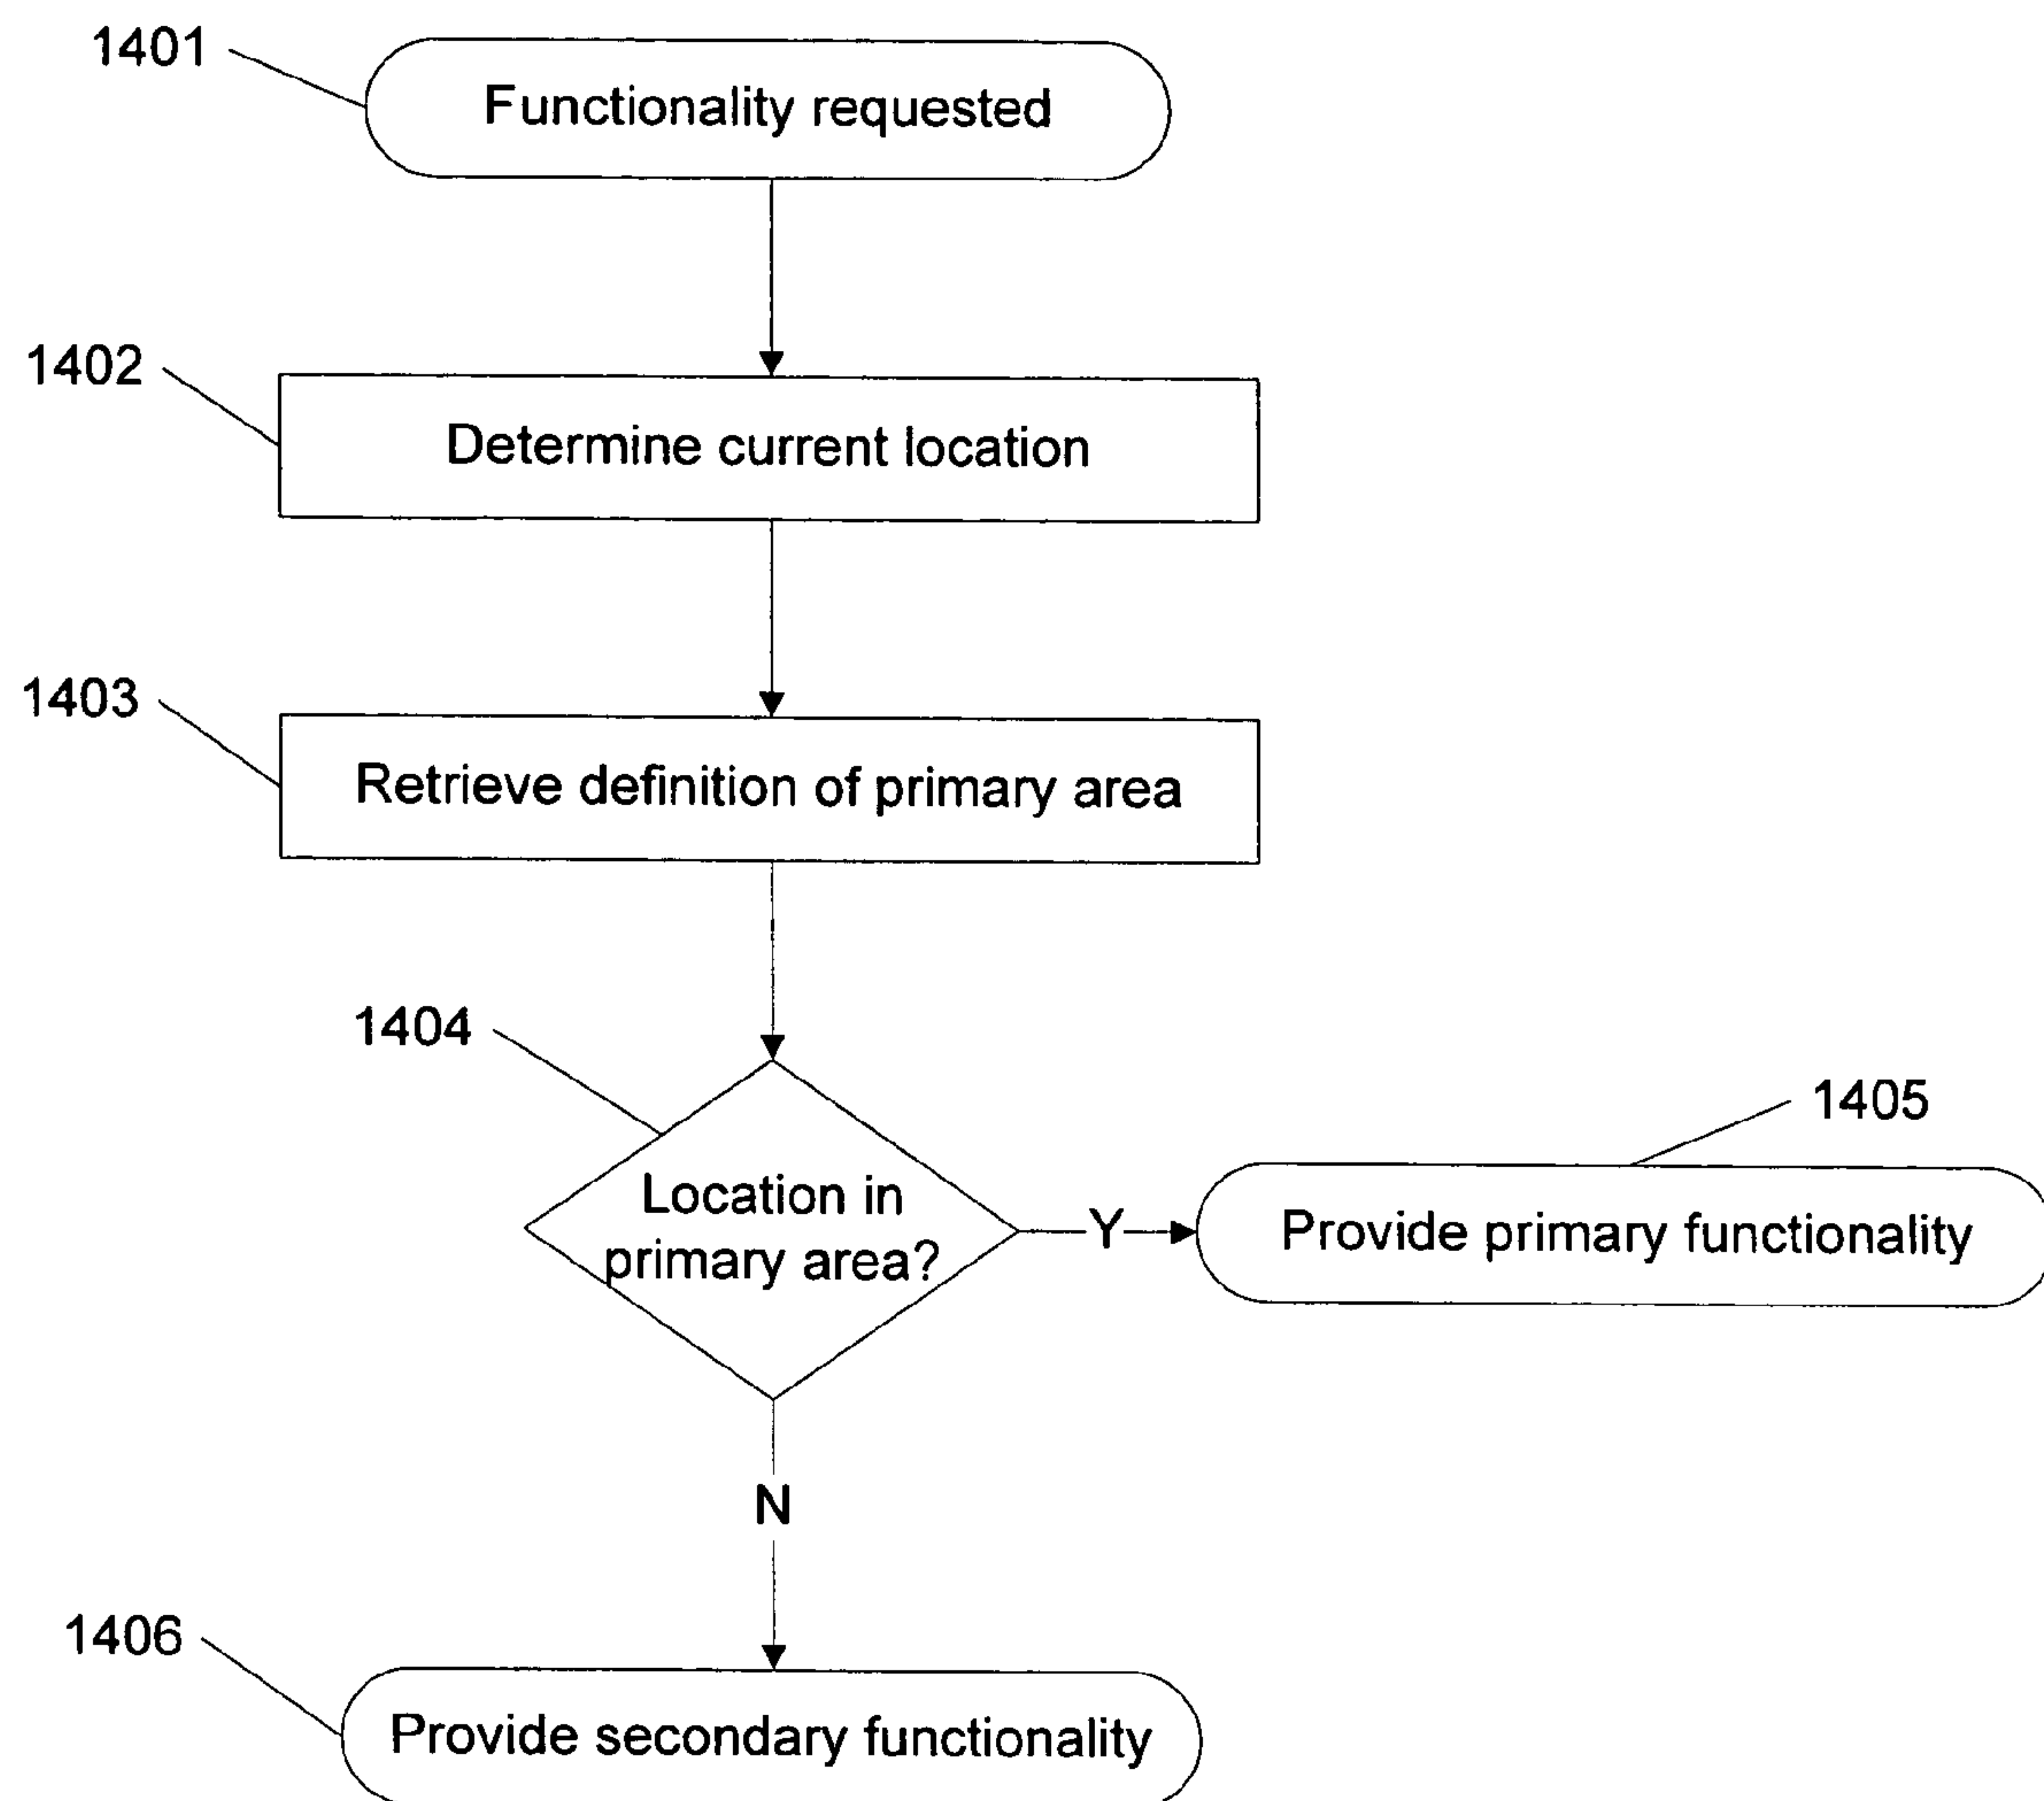 1401
Functionality requested
1402
Determine current location
1403
Retrieve definition of primary area
1404
Location in
primary area?
Y
1405
Provide primary functionality
N
1406
Provide secondary functionality